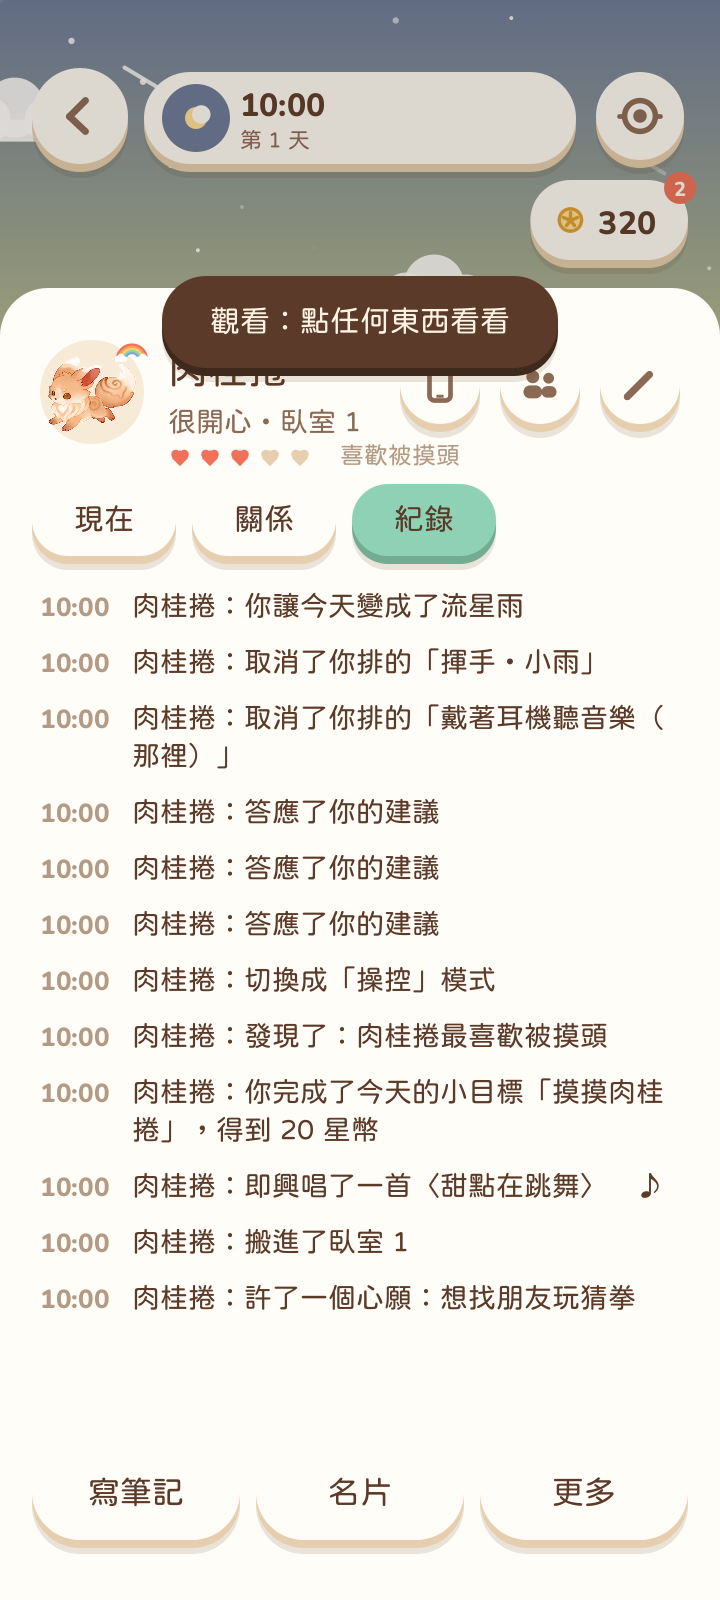 10:00
第 1 天
2
320
觀看：點任何東西看看
肉桂捲
很開心・臥室 1
喜歡被摸頭
現在
關係
紀錄
10:00 肉桂捲：你讓今天變成了流星雨
10:00 肉桂捲：取消了你排的「揮手・小雨」
10:00 肉桂捲：取消了你排的「戴著耳機聽音樂（
那裡）」
10:00 肉桂捲：答應了你的建議
10:00 肉桂捲：答應了你的建議
10:00 肉桂捲：答應了你的建議
10:00 肉桂捲：切換成「操控」模式
10:00 肉桂捲：發現了：肉桂捲最喜歡被摸頭
10:00 肉桂捲：你完成了今天的小目標「摸摸肉桂
捲」，得到 20 星幣
10:00 肉桂捲：即興唱了一首〈甜點在跳舞〉 ♪
10:00 肉桂捲：搬進了臥室 1
10:00 肉桂捲：許了一個心願：想找朋友玩猜拳
寫筆記
名片
更多